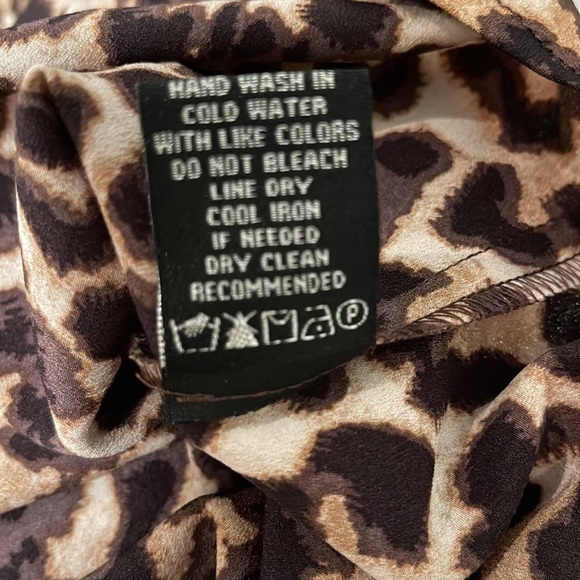 HAND WASH IN
COLD WATER
WITH LIKE COLORS
DO NOT BLEACH
LINE DRY
COOL IRON
IF NEEDED
DRY CLEAN
RECOMMENDED
P